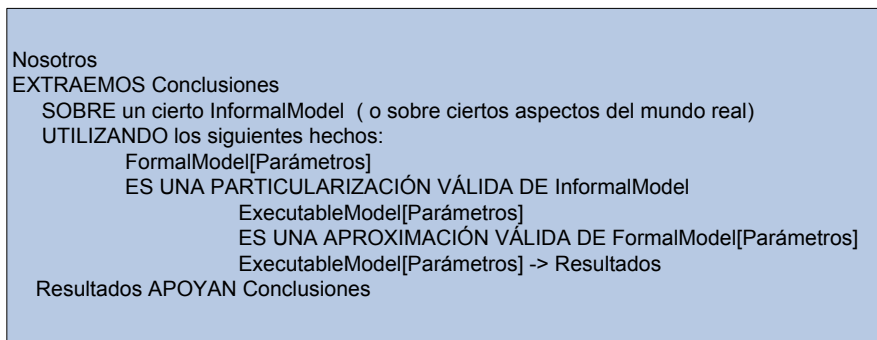 Nosotros
EXTRAEMOS Conclusiones
SOBRE un cierto InformalModel ( o sobre ciertos aspectos del mundo real)
UTILIZANDO los siguientes hechos:
FormalModel[Parámetros]
ES UNA PARTICULARIZACIÓN VÁLIDA DE InformalModel
ExecutableModel[Parámetros]
ES UNA APROXIMACIÓN VÁLIDA DE FormalModel[Parámetros]
ExecutableModel[Parámetros] -> Resultados
Resultados APOYAN Conclusiones